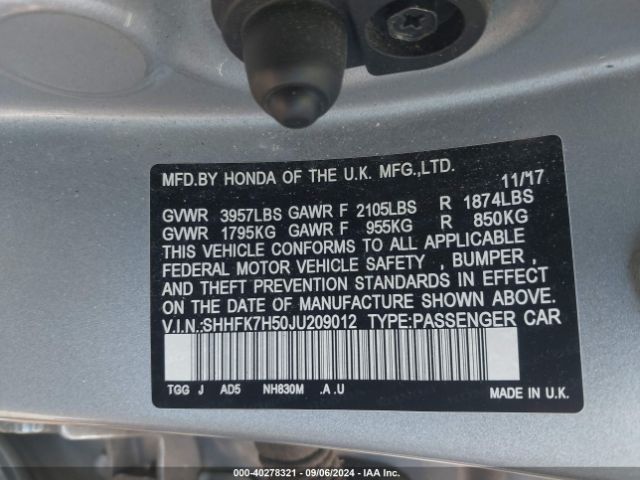 MFD.BY HONDA OF THE U.K. MFG.,LTD.
11/17
GVWR 3957LBS GAWR F 2105LBS R 1874LBS
GVWR 1795KG GAWR F 955KG R 850KG
THIS VEHICLE CONFORMS TO ALL APPLICABLE
FEDERAL MOTOR VEHICLE SAFETY , BUMPER ,
AND THEFT PREVENTION STANDARDS IN EFFECT
ON THE DATE OF MANUFACTURE SHOWN ABOVE.
V.I.N.:SHHFK7H50JU209012 TYPE:PASSENGER CAR
TGG J AD5 NH830M .A .U
MADE IN U.K.
000-40278321 | 09/06/2024 | IAA Inc.